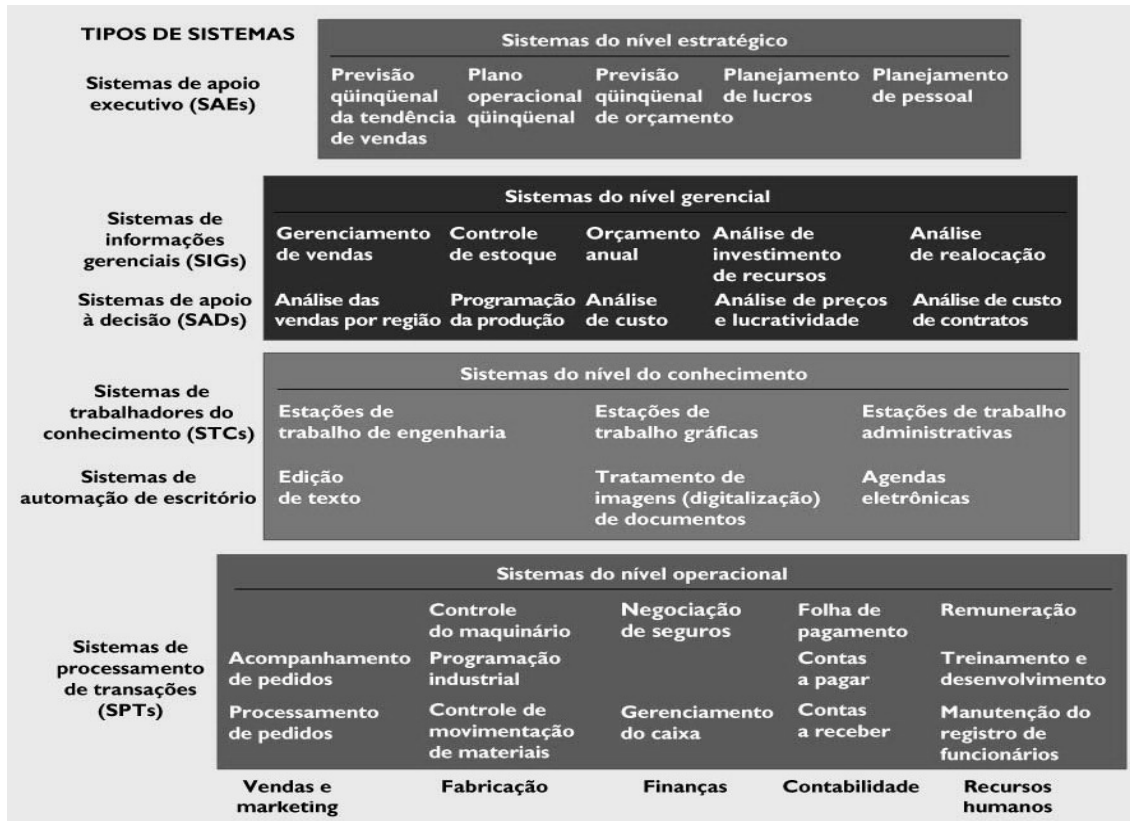 TIPOS DE SISTEMAS
Sistemas de apoio
executivo (SAEs)
Sistemas do nível estratégico
Previsão
qüinqüenal
da tendência
de vendas
Plano
operacional
qüinqüenal
Previsão
qüinqüenal
de orçamento
Planejamento
de lucros
Planejamento
de pessoal
Sistemas de
informações
gerenciais (SIGs)
Sistemas de apoio
à decisão (SADs)
Sistemas do nível gerencial
Gerenciamento
de vendas
Controle
de estoque
Orçamento
anual
Análise de
investimento
de recursos
Análise
de realocação
Análise das
vendas por região
Programação
da produção
Análise
de custo
Análise de preços
e lucratividade
Análise de custo
de contratos
Sistemas de
trabalhadores do
conhecimento (STCs)
Sistemas de
automação de escritório
Sistemas do nível do conhecimento
Estações de
trabalho de engenharia
Estações de
trabalho gráficas
Estações de trabalho
administrativas
Edição
de texto
Tratamento de
imagens (digitalização)
de documentos
Agendas
eletrônicas
Sistemas de
processamento
de transações
(SPTs)
Sistemas do nível operacional
Controle
do maquinário
Negociação
de seguros
Folha de
pagamento
Remuneração
Acompanhamento
de pedidos
Programação
industrial
Contas
a pagar
Treinamento e
desenvolvimento
Processamento
de pedidos
Controle de
movimentação
de materiais
Gerenciamento
do caixa
Contas
a receber
Manutenção do
registro de
funcionários
Vendas e
marketing
Fabricação
Finanças
Contabilidade
Recursos
humanos